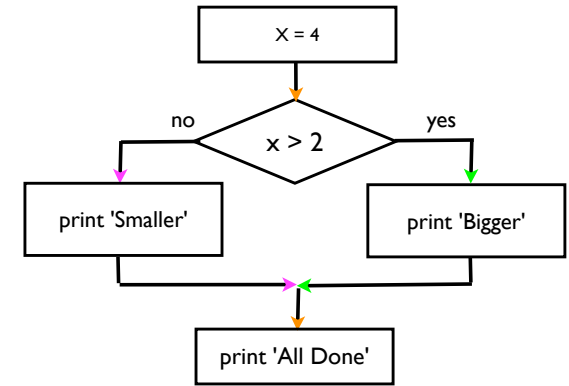 X = 4
no
yes
x > 2
print 'Smaller'
print 'Bigger'
print 'All Done'